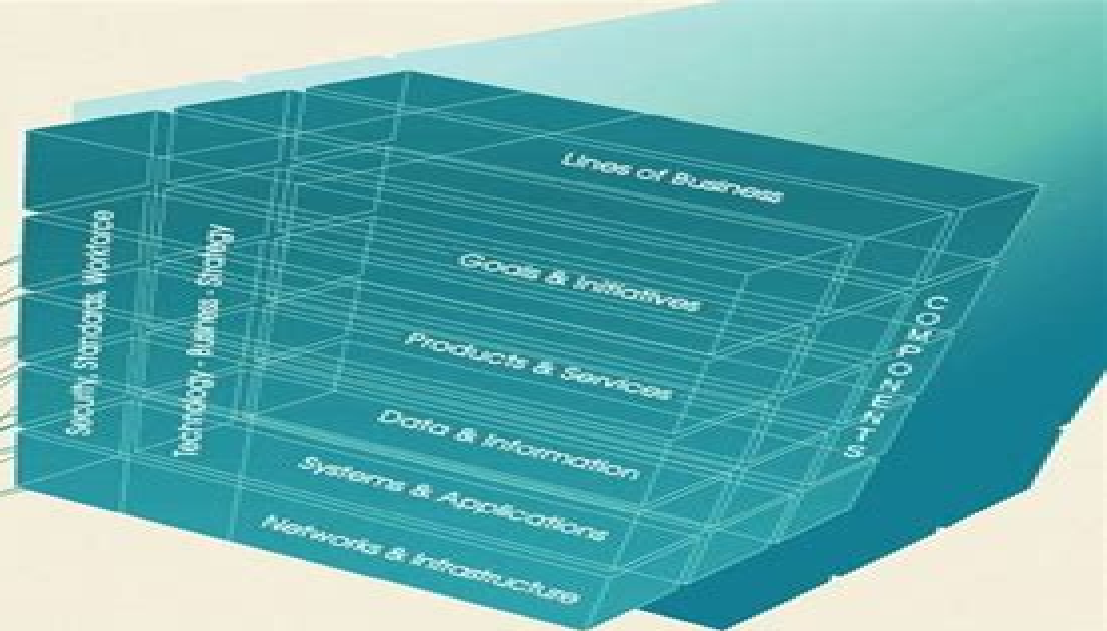 Lines of Business
Goals & Initiatives
Products & Services
Data & Information
Systems & Applications
Networks & Infrastructure
Security, Standards, Workforce
Technology - Business - Strategy
COMPONENTS